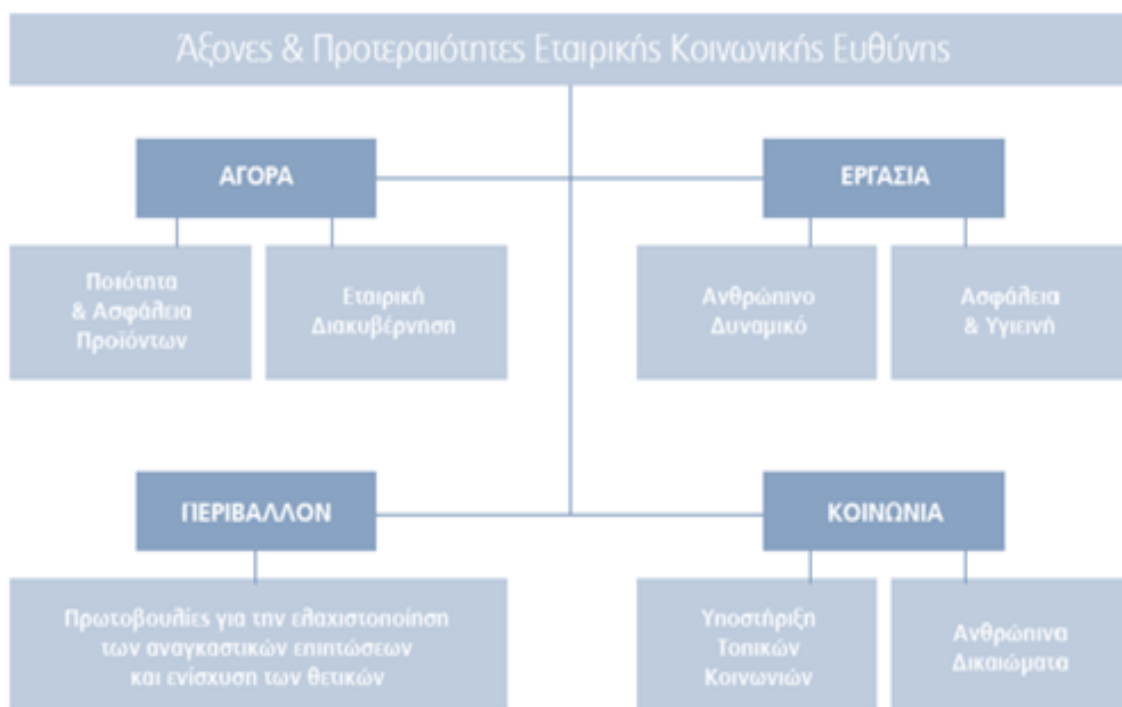 Άξονες & Προτεραιότητες Εταιρικής Κοινωνικής Ευθύνης
ΑΓΟΡΑ
ΕΡΓΑΣΙΑ
Ποιότητα
& Ασφάλεια
Προϊόντων
Εταιρική
Διακυβέρνηση
Ανθρώπινο
Δυναμικό
Ασφάλεια
& Υγιεινή
ΠΕΡΙΒΑΛΛΟΝ
ΚΟΙΝΩΝΙΑ
Πρωτοβουλίες για την ελαχιστοποίηση
των αναγκαστικών επιπτώσεων
και ενίσχυση των θετικών
Υποστήριξη
Τοπικών
Κοινωνιών
Ανθρώπινα
Δικαιώματα